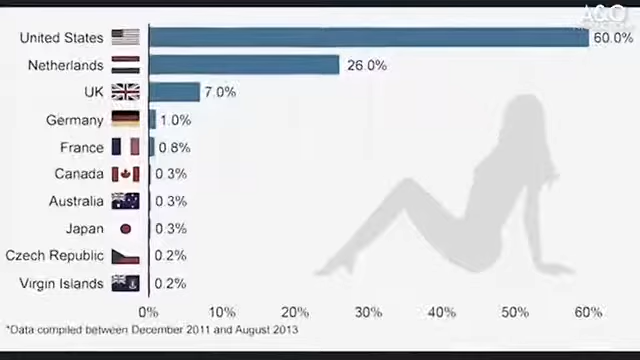 A&Q
United States 60.0%
Netherlands 26.0%
UK 7.0%
Germany 1.0%
France 0.8%
Canada 0.3%
Australia 0.3%
Japan 0.3%
Czech Republic 0.2%
Virgin Islands 0.2%
0% 10% 20% 30% 40% 50% 60%
*Data compiled between December 2011 and August 2013